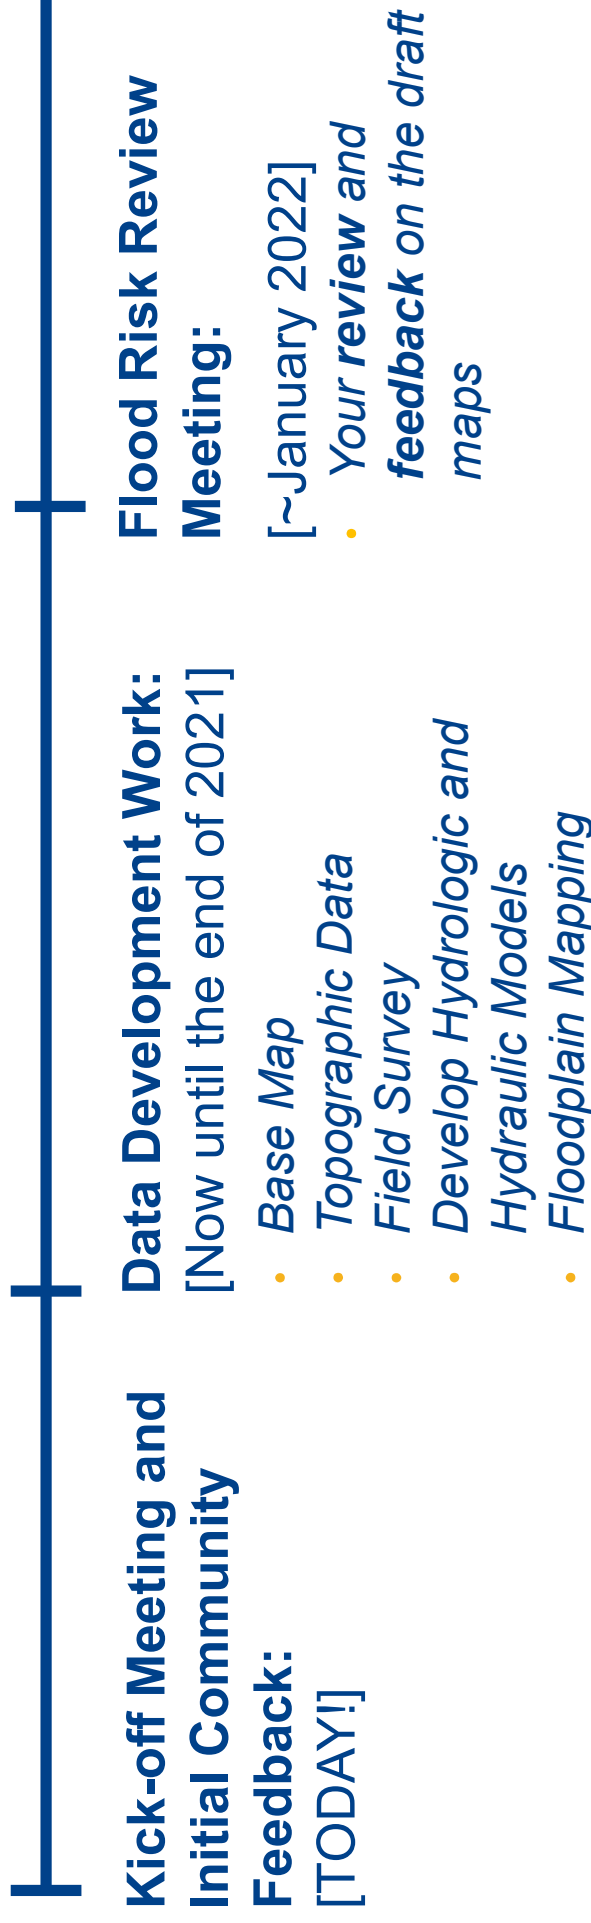 Kick-off Meeting and
Initial Community
Feedback:
[TODAY!]
Data Development Work:
[Now until the end of 2021]
• Base Map
• Topographic Data
• Field Survey
• Develop Hydrologic and
Hydraulic Models
• Floodplain Mapping
Flood Risk Review
Meeting:
[~January 2022]
• Your review and
feedback on the draft
maps